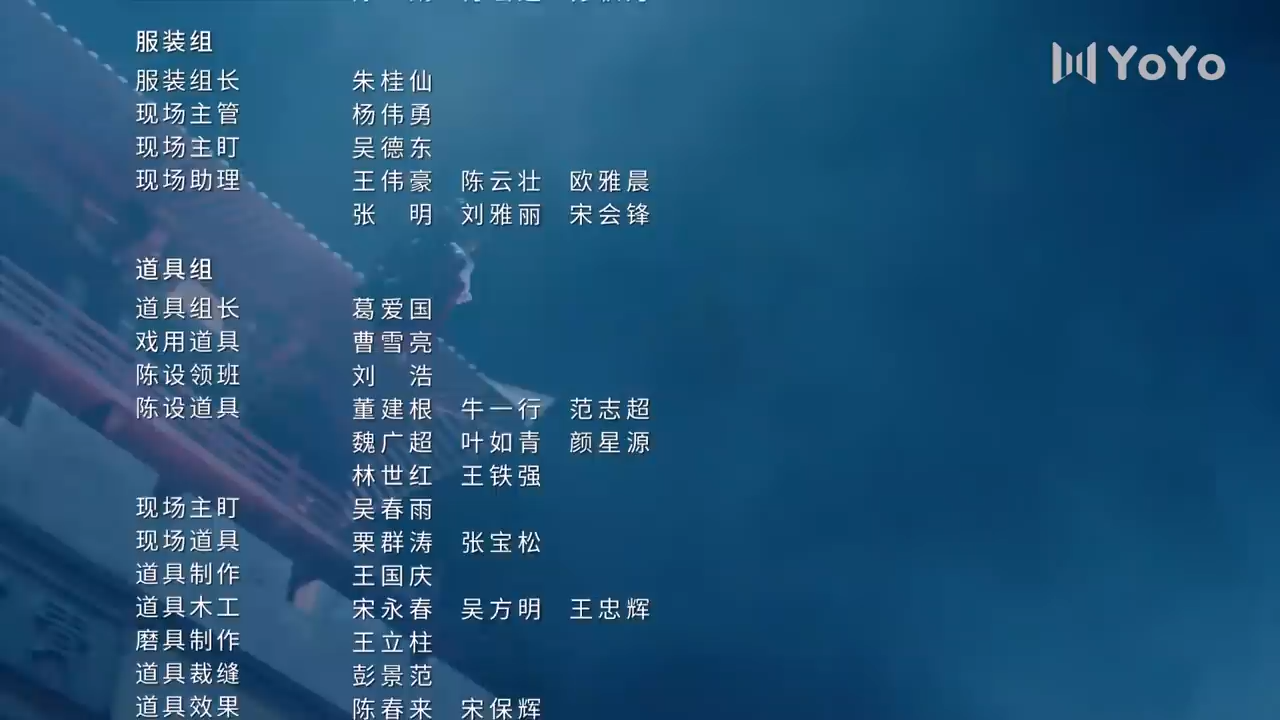 YoYo
服装组
服装组长 朱桂仙
现场主管 杨伟勇
现场主盯 吴德东
现场助理 王伟豪 陈云壮 欧雅晨
张 明 刘雅丽 宋会锋
道具组
道具组长 葛爱国
戏用道具 曹雪亮
陈设领班 刘 浩
陈设道具 董建根 牛一行 范志超
魏广超 叶如青 颜星源
林世红 王铁强
现场主盯 吴春雨
现场道具 栗群涛 张宝松
道具制作 王国庆
道具木工 宋永春 吴方明 王忠辉
磨具制作 王立柱
道具裁缝 彭景范
道具效果 陈春来 宋保辉